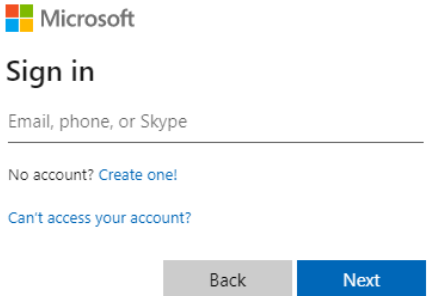 Microsoft
Sign in
Email, phone, or Skype
No account? Create one!
Can't access your account?
Back Next